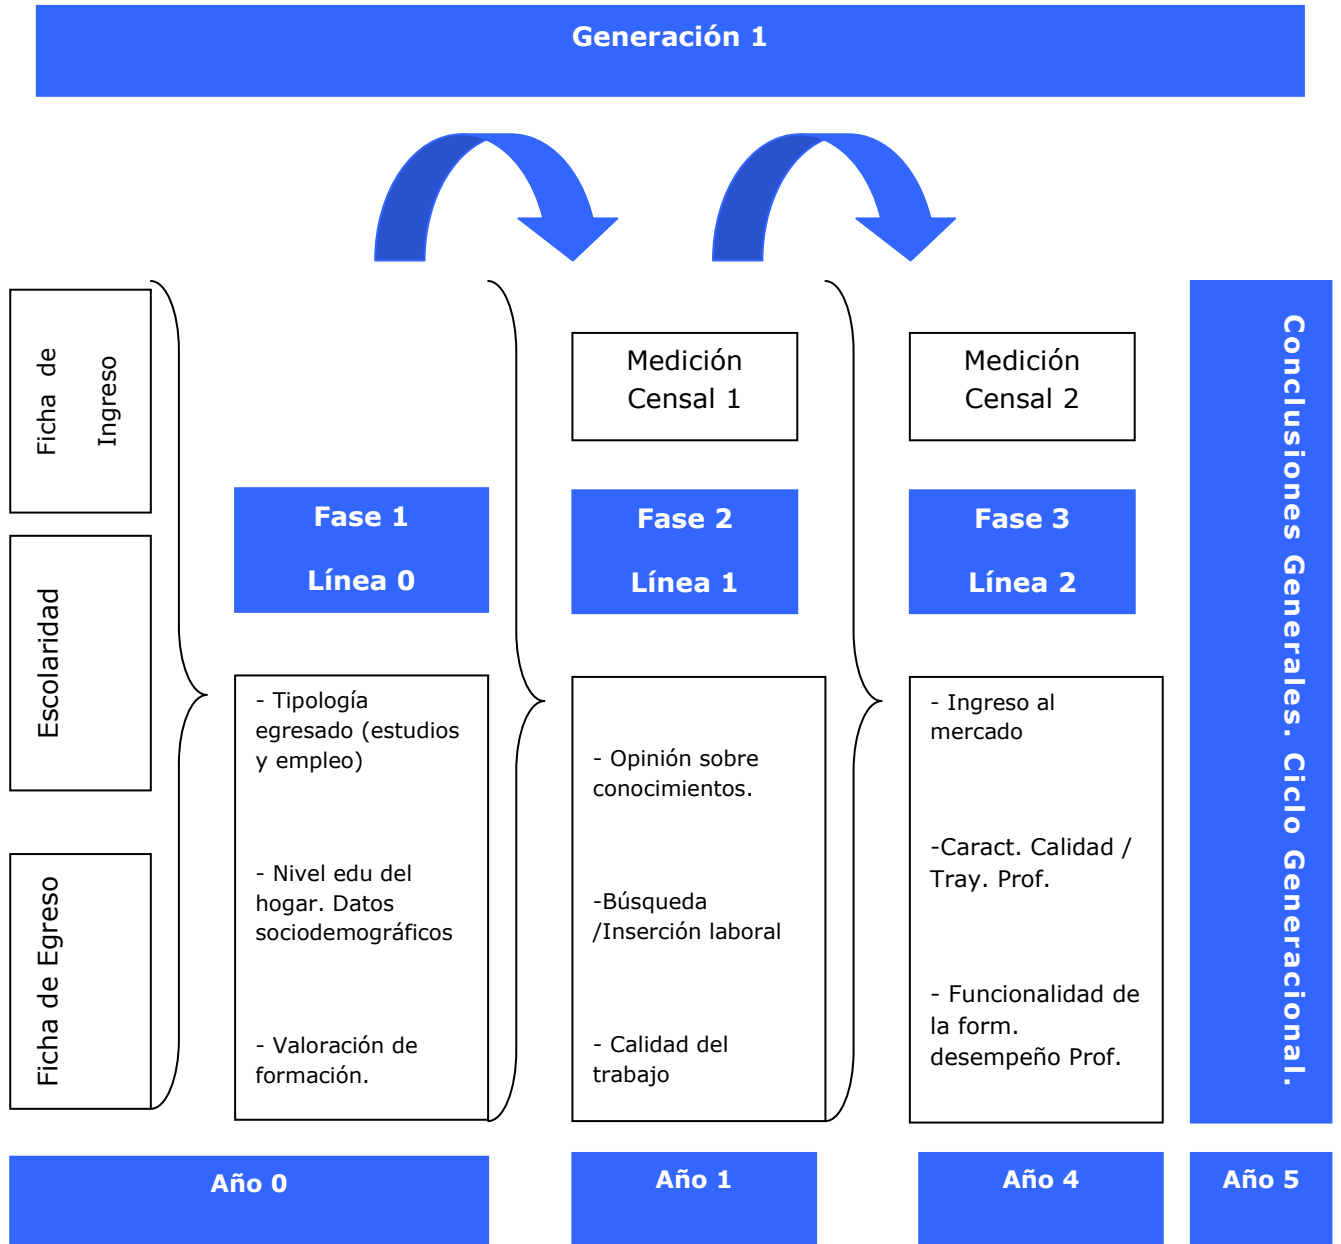 Generación 1
Ficha de
Ingreso
Escolaridad
Ficha de Egreso
Fase 1
Línea 0
- Tipología
egresado (estudios
y empleo)
- Nivel edu del
hogar. Datos
sociodemográficos
- Valoración de
formación.
Medición
Censal 1
Fase 2
Línea 1
- Opinión sobre
conocimientos.
-Búsqueda
/Inserción laboral
- Calidad del
trabajo
Medición
Censal 2
Fase 3
Línea 2
- Ingreso al
mercado
-Caract. Calidad /
Tray. Prof.
- Funcionalidad de
la form.
desempeño Prof.
Conclusiones Generales. Ciclo Generacional.
Año 0
Año 1
Año 4
Año 5